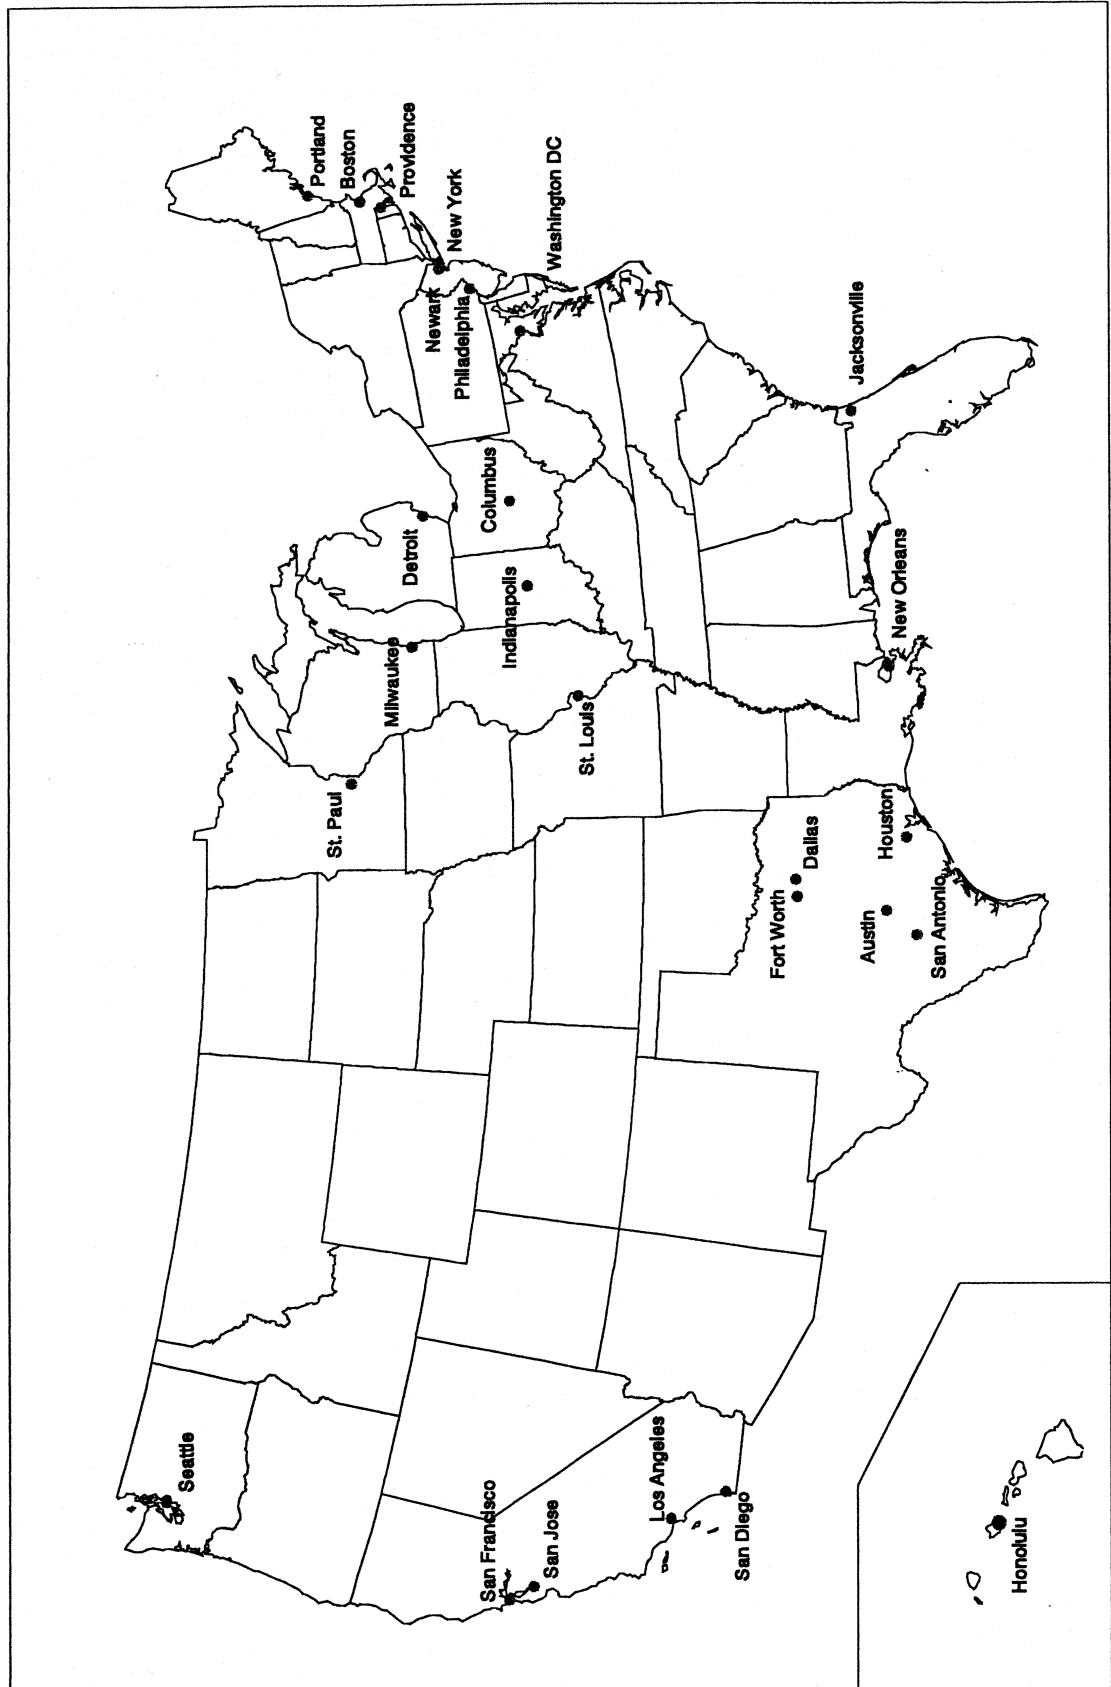 Seattle
San Francisco
San Jose
Los Angeles
San Diego
Honolulu
St. Paul
Milwaukee
Detroit
Indianapolis
Columbus
St. Louis
Fort Worth
Dallas
Austin
San Antonio
Houston
New Orleans
Jacksonville
Portland
Boston
Providence
New York
Newark
Philadelphia
Washington DC